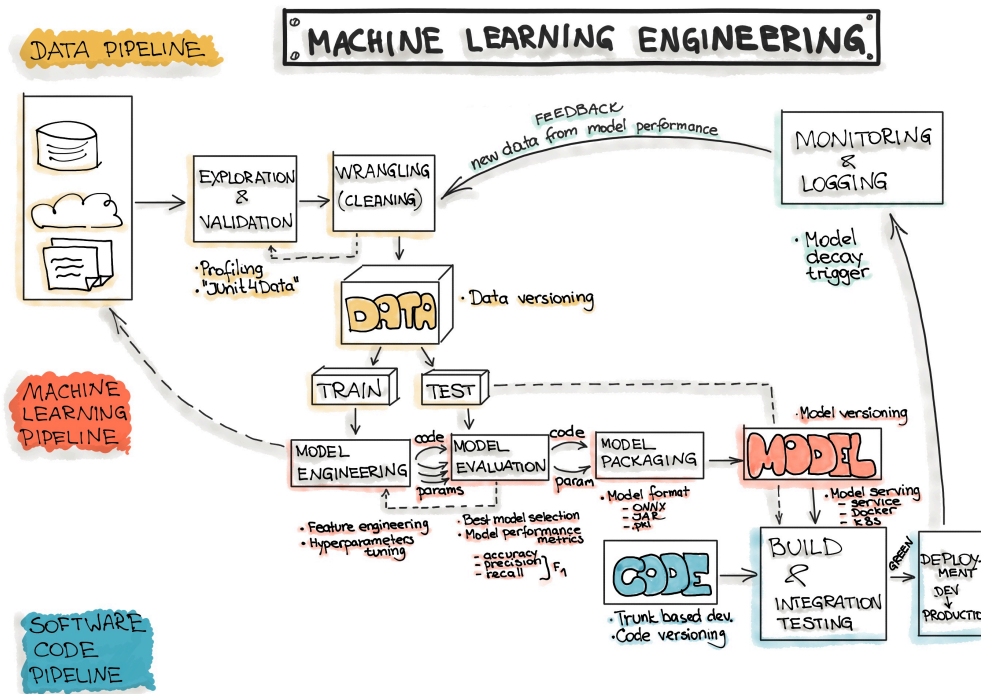 DATA PIPELINE
MACHINE LEARNING ENGINEERING
FEEDBACK
new data from model performance
MONITORING
&
LOGGING
• Model
decay
trigger
EXPLORATION
&
VALIDATION
• Profiling
• "JUnit4Data"
WRANGLING
(CLEANING)
DATA
• Data versioning
TRAIN
TEST
MACHINE
LEARNING
PIPELINE
MODEL
ENGINEERING
code
params
MODEL
EVALUATION
code
param
MODEL
PACKAGING
• Model versioning
MODEL
• Feature engineering
• Hyperparameters
tuning
• Best model selection
• Model performance
metrics
- accuracy
- precision
- recall
F1
• Model format
- ONNX
- JAR
- .pkl
• Model serving
- service
- Docker
- K8S
CODE
• Trunk based dev.
• Code versioning
BUILD
&
INTEGRATION
TESTING
GREEN
DEPLOY-
MENT
DEV
PRODUCTIO
SOFTWARE
CODE
PIPELINE